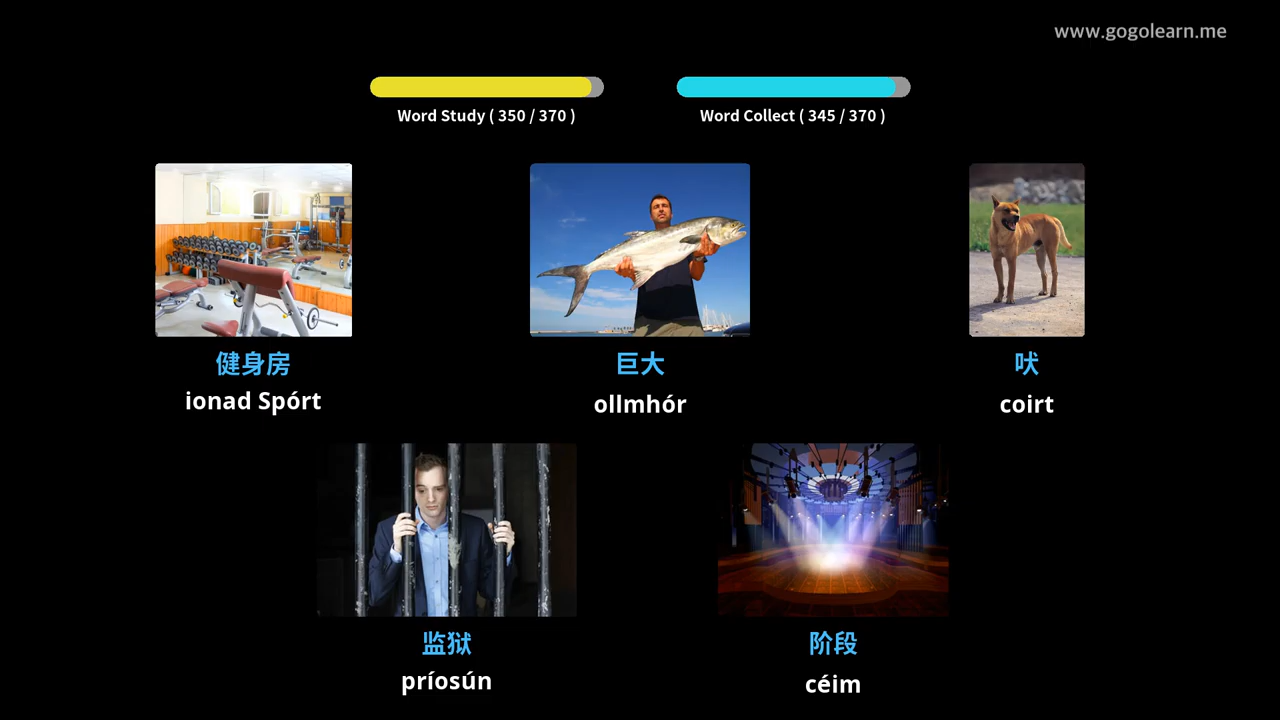 www.gogolearn.me
Word Study ( 350 / 370 )
Word Collect ( 345 / 370 )
健身房
ionad Spórt
巨大
ollmhór
吠
coirt
监狱
príosún
阶段
céim